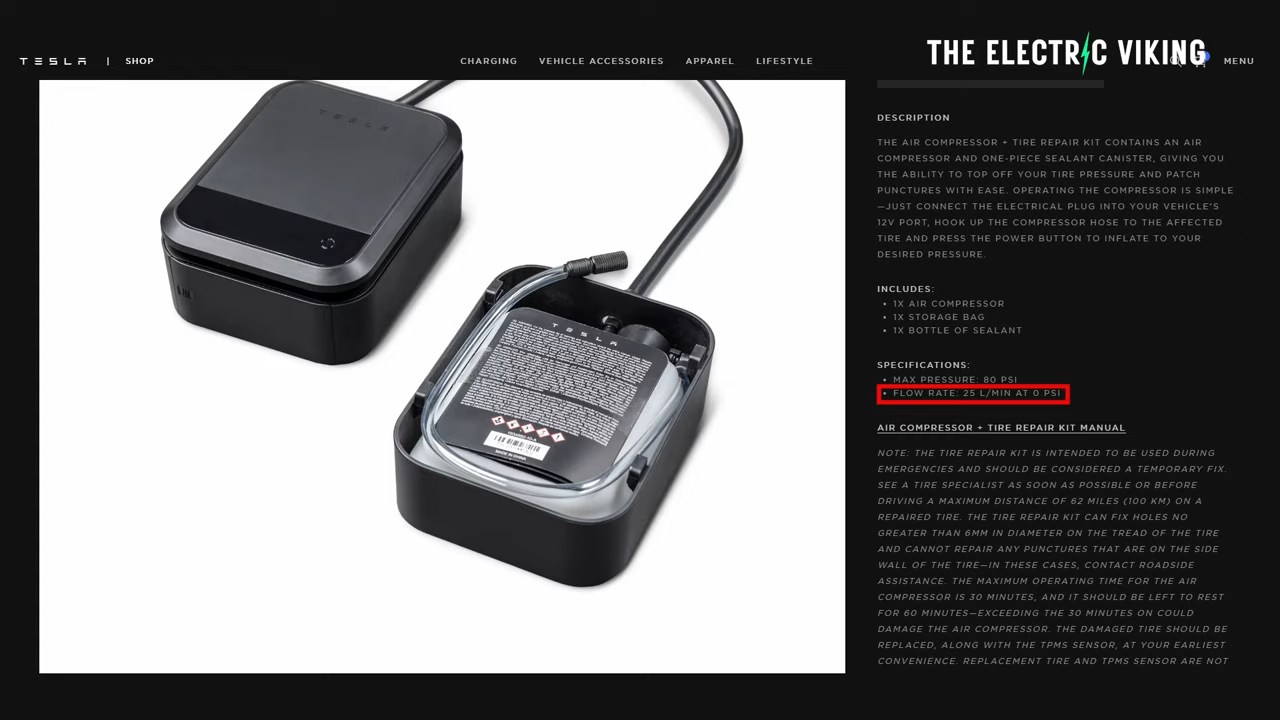 THE ELECTRIC VIKING
TESLA | SHOP
CHARGING VEHICLE ACCESSORIES APPAREL LIFESTYLE
MENU
TESLA
TESLA
MADE IN CHINA
DESCRIPTION
THE AIR COMPRESSOR + TIRE REPAIR KIT CONTAINS AN AIR
COMPRESSOR AND ONE-PIECE SEALANT CANISTER, GIVING YOU
THE ABILITY TO TOP OFF YOUR TIRE PRESSURE AND PATCH
PUNCTURES WITH EASE. OPERATING THE COMPRESSOR IS SIMPLE
—JUST CONNECT THE ELECTRICAL PLUG INTO YOUR VEHICLE'S
12V PORT, HOOK UP THE COMPRESSOR HOSE TO THE AFFECTED
TIRE AND PRESS THE POWER BUTTON TO INFLATE TO YOUR
DESIRED PRESSURE.
INCLUDES:
• 1X AIR COMPRESSOR
• 1X STORAGE BAG
• 1X BOTTLE OF SEALANT
SPECIFICATIONS:
• MAX PRESSURE: 80 PSI
• FLOW RATE: 25 L/MIN AT 0 PSI
AIR COMPRESSOR + TIRE REPAIR KIT MANUAL
NOTE: THE TIRE REPAIR KIT IS INTENDED TO BE USED DURING
EMERGENCIES AND SHOULD BE CONSIDERED A TEMPORARY FIX.
SEE A TIRE SPECIALIST AS SOON AS POSSIBLE OR BEFORE
DRIVING A MAXIMUM DISTANCE OF 62 MILES (100 KM) ON A
REPAIRED TIRE. THE TIRE REPAIR KIT CAN FIX HOLES NO
GREATER THAN 6MM IN DIAMETER ON THE TREAD OF THE TIRE
AND CANNOT REPAIR ANY PUNCTURES THAT ARE ON THE SIDE
WALL OF THE TIRE—IN THESE CASES, CONTACT ROADSIDE
ASSISTANCE. THE MAXIMUM OPERATING TIME FOR THE AIR
COMPRESSOR IS 30 MINUTES, AND IT SHOULD BE LEFT TO REST
FOR 60 MINUTES—EXCEEDING THE 30 MINUTES ON COULD
DAMAGE THE AIR COMPRESSOR. THE DAMAGED TIRE SHOULD BE
REPLACED, ALONG WITH THE TPMS SENSOR, AT YOUR EARLIEST
CONVENIENCE. REPLACEMENT TIRE AND TPMS SENSOR ARE NOT